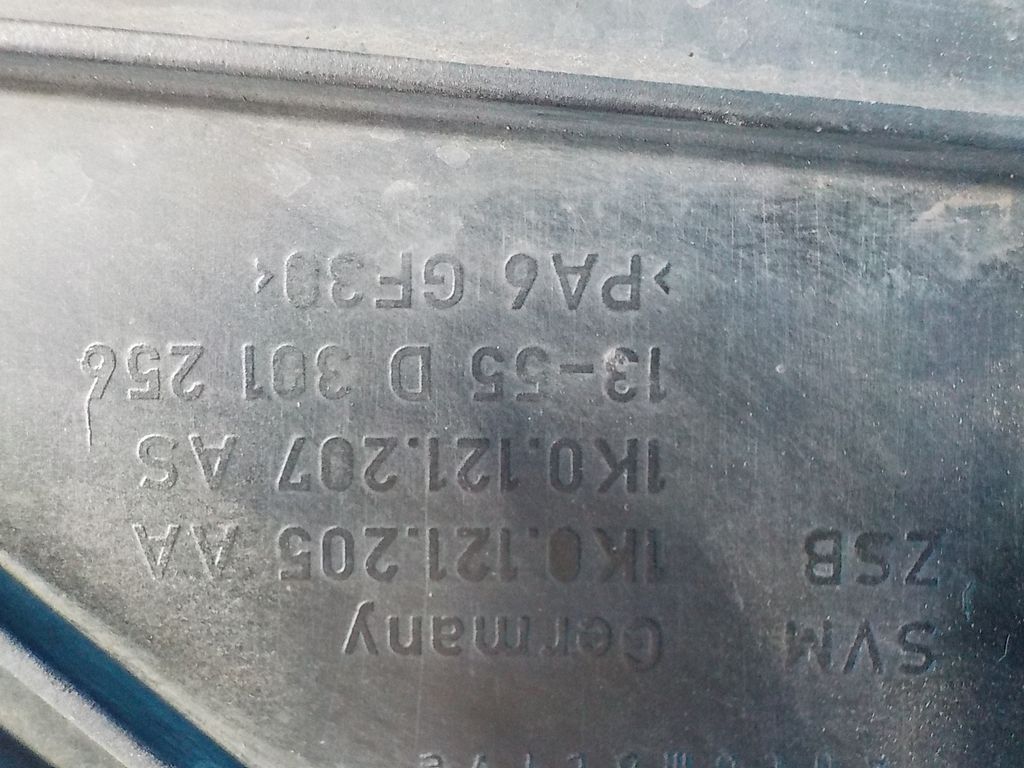 SVM Germany
ZSB 1K0.121.205 AA
1K0.121.207 AS
13-55 D 301 256
>PA6 GF30<